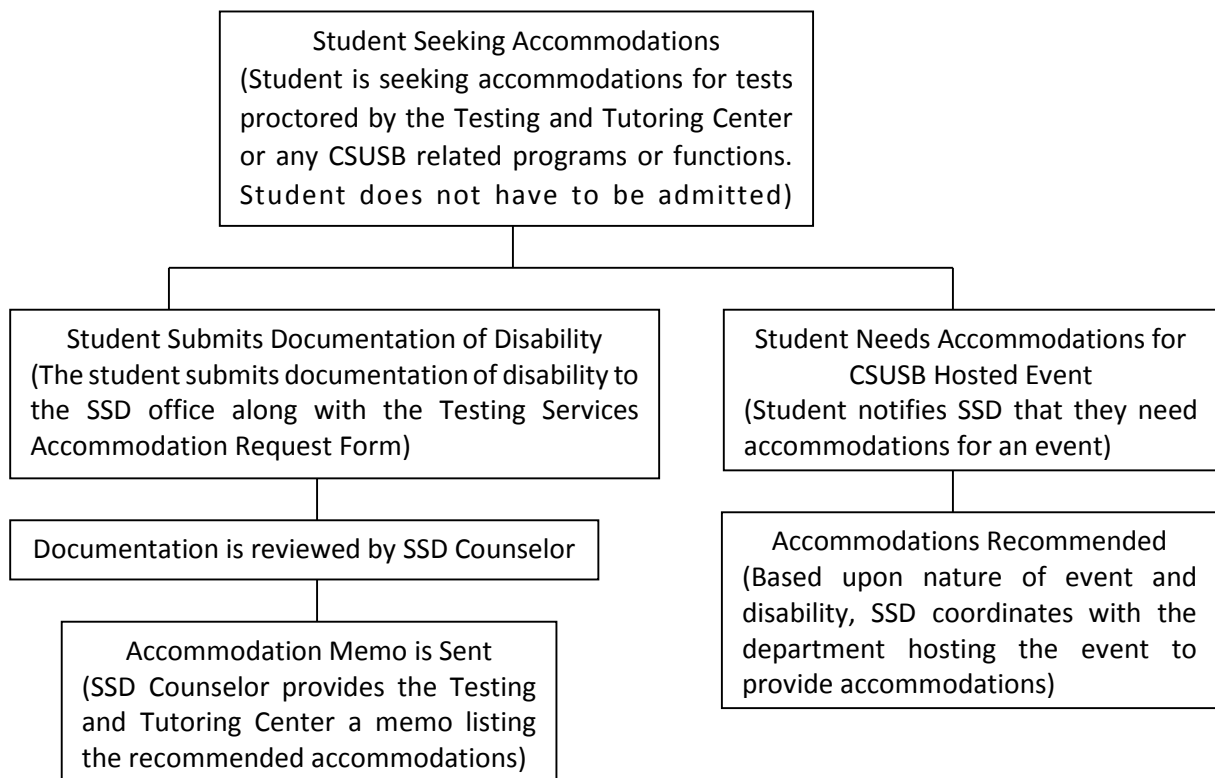 Student Seeking Accommodations
(Student is seeking accommodations for tests
proctored by the Testing and Tutoring Center
or any CSUSB related programs or functions.
Student does not have to be admitted)
Student Submits Documentation of Disability
(The student submits documentation of disability to
the SSD office along with the Testing Services
Accommodation Request Form)
Documentation is reviewed by SSD Counselor
Accommodation Memo is Sent
(SSD Counselor provides the Testing
and Tutoring Center a memo listing
the recommended accommodations)
Student Needs Accommodations for
CSUSB Hosted Event
(Student notifies SSD that they need
accommodations for an event)
Accommodations Recommended
(Based upon nature of event and
disability, SSD coordinates with the
department hosting the event to
provide accommodations)